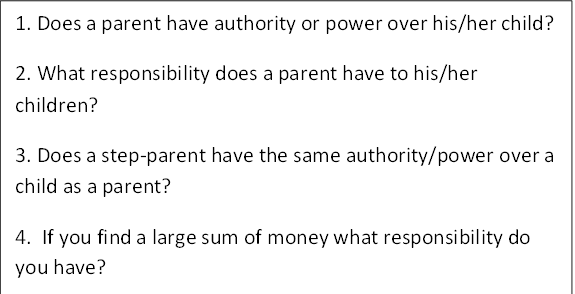 1. Does a parent have authority or power over his/her child?
2. What responsibility does a parent have to his/her
children?
3. Does a step-parent have the same authority/power over a
child as a parent?
4. If you find a large sum of money what responsibility do
you have?